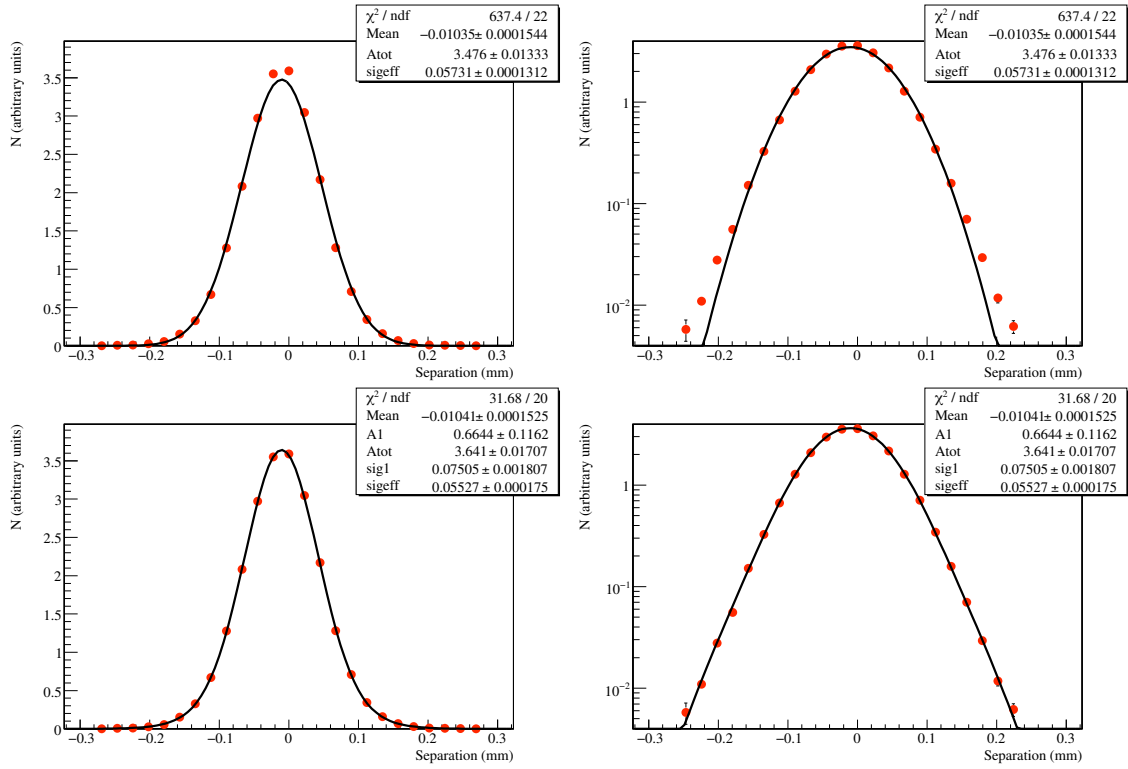 χ² / ndf 637.4 / 22
Mean −0.01035± 0.0001544
Atot 3.476 ± 0.01333
sigeff 0.05731 ± 0.0001312
N (arbitrary units)
3.5
3
2.5
2
1.5
1
0.5
0
−0.3 −0.2 −0.1 0 0.1 0.2 0.3
Separation (mm)
χ² / ndf 637.4 / 22
Mean −0.01035± 0.0001544
Atot 3.476 ± 0.01333
sigeff 0.05731 ± 0.0001312
N (arbitrary units)
1
10⁻¹
10⁻²
−0.3 −0.2 −0.1 0 0.1 0.2 0.3
Separation (mm)
χ² / ndf 31.68 / 20
Mean −0.01041± 0.0001525
A1 0.6644 ± 0.1162
Atot 3.641 ± 0.01707
sig1 0.07505 ± 0.001807
sigeff 0.05527 ± 0.000175
N (arbitrary units)
3.5
3
2.5
2
1.5
1
0.5
0
−0.3 −0.2 −0.1 0 0.1 0.2 0.3
Separation (mm)
χ² / ndf 31.68 / 20
Mean −0.01041± 0.0001525
A1 0.6644 ± 0.1162
Atot 3.641 ± 0.01707
sig1 0.07505 ± 0.001807
sigeff 0.05527 ± 0.000175
N (arbitrary units)
1
10⁻¹
10⁻²
−0.3 −0.2 −0.1 0 0.1 0.2 0.3
Separation (mm)